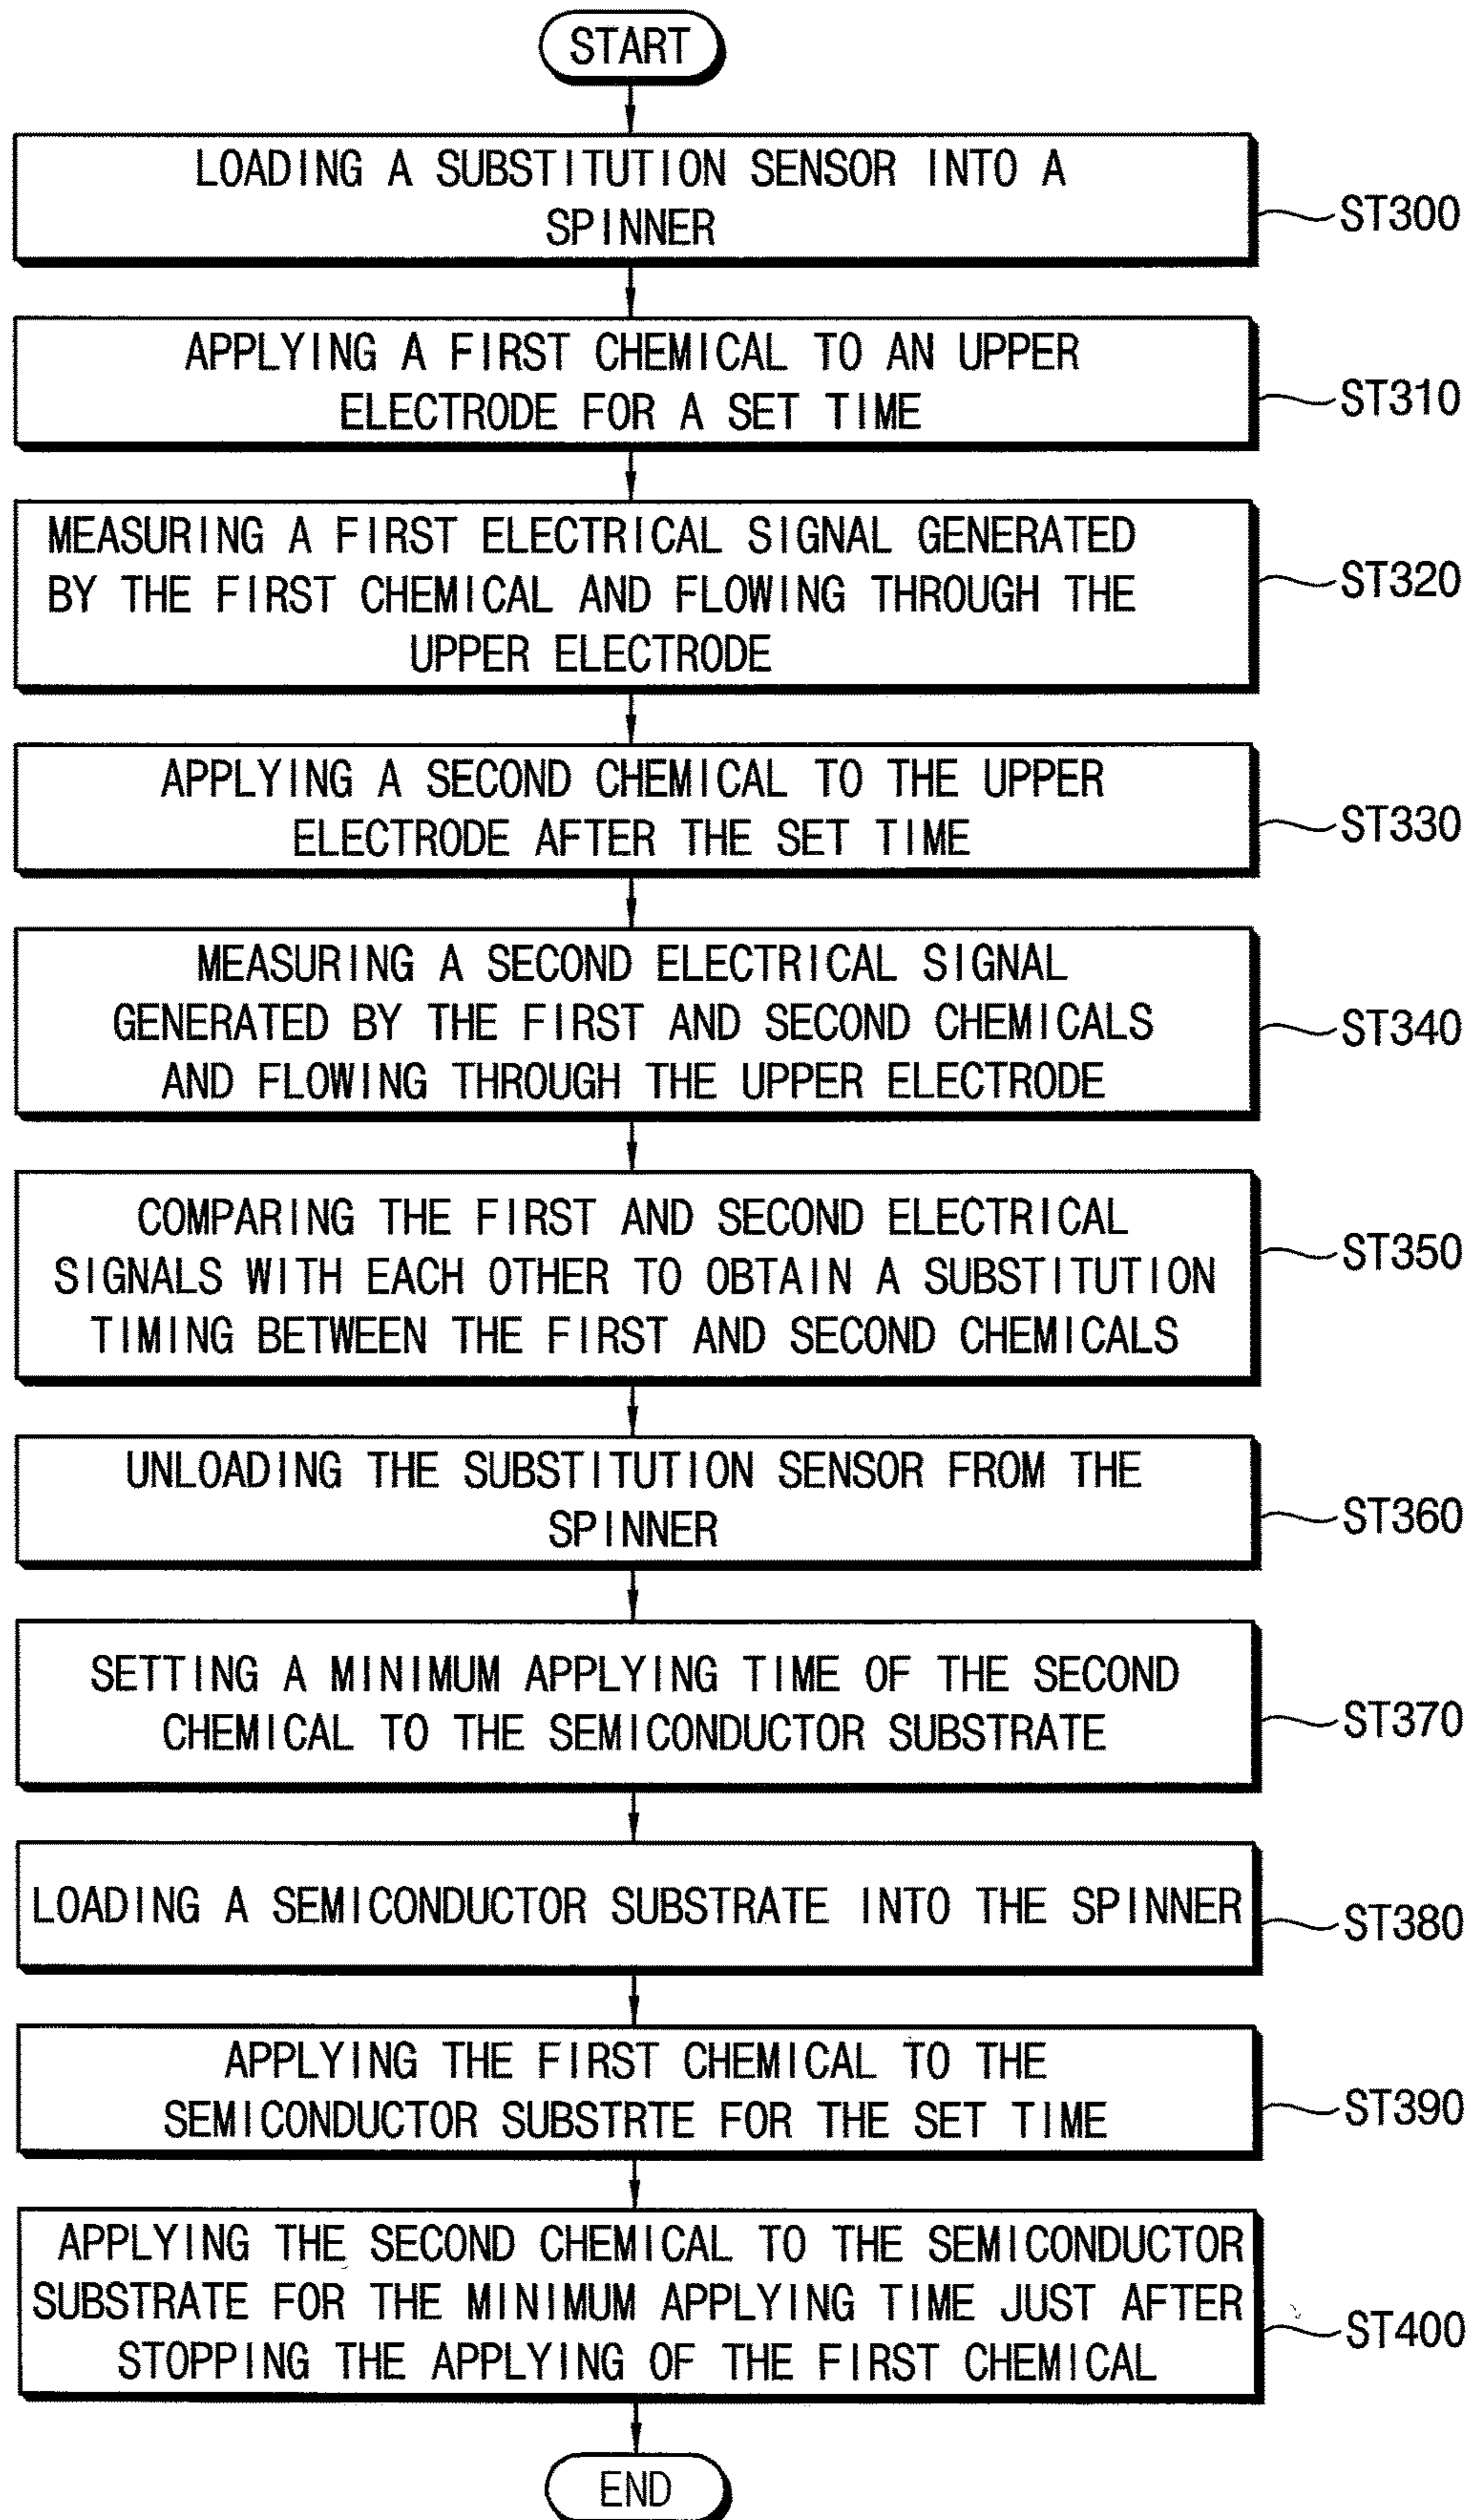 START
LOADING A SUBSTITUTION SENSOR INTO A
SPINNER
ST300
APPLYING A FIRST CHEMICAL TO AN UPPER
ELECTRODE FOR A SET TIME
ST310
MEASURING A FIRST ELECTRICAL SIGNAL GENERATED
BY THE FIRST CHEMICAL AND FLOWING THROUGH THE
UPPER ELECTRODE
ST320
APPLYING A SECOND CHEMICAL TO THE UPPER
ELECTRODE AFTER THE SET TIME
ST330
MEASURING A SECOND ELECTRICAL SIGNAL
GENERATED BY THE FIRST AND SECOND CHEMICALS
AND FLOWING THROUGH THE UPPER ELECTRODE
ST340
COMPARING THE FIRST AND SECOND ELECTRICAL
SIGNALS WITH EACH OTHER TO OBTAIN A SUBSTITUTION
TIMING BETWEEN THE FIRST AND SECOND CHEMICALS
ST350
UNLOADING THE SUBSTITUTION SENSOR FROM THE
SPINNER
ST360
SETTING A MINIMUM APPLYING TIME OF THE SECOND
CHEMICAL TO THE SEMICONDUCTOR SUBSTRATE
ST370
LOADING A SEMICONDUCTOR SUBSTRATE INTO THE SPINNER
ST380
APPLYING THE FIRST CHEMICAL TO THE
SEMICONDUCTOR SUBSTRTE FOR THE SET TIME
ST390
APPLYING THE SECOND CHEMICAL TO THE SEMICONDUCTOR
SUBSTRATE FOR THE MINIMUM APPLYING TIME JUST AFTER
STOPPING THE APPLYING OF THE FIRST CHEMICAL
ST400
END